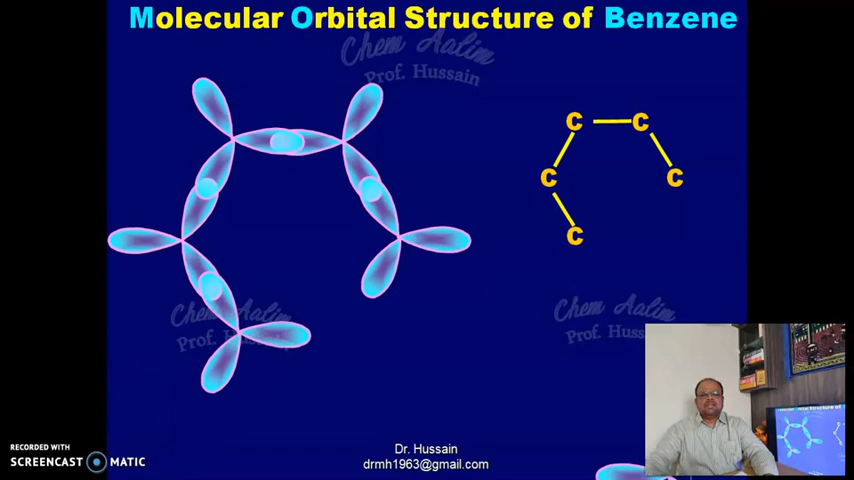 Molecular Orbital Structure of Benzene
Chem Aalim
Prof. Hussain
C C
C C
C
Chem Aalim
Prof. Hussain
Chem Aalim
Prof. Huss
RECORDED WITH
SCREENCAST MATIC
Dr. Hussain
drmh1963@gmail.com